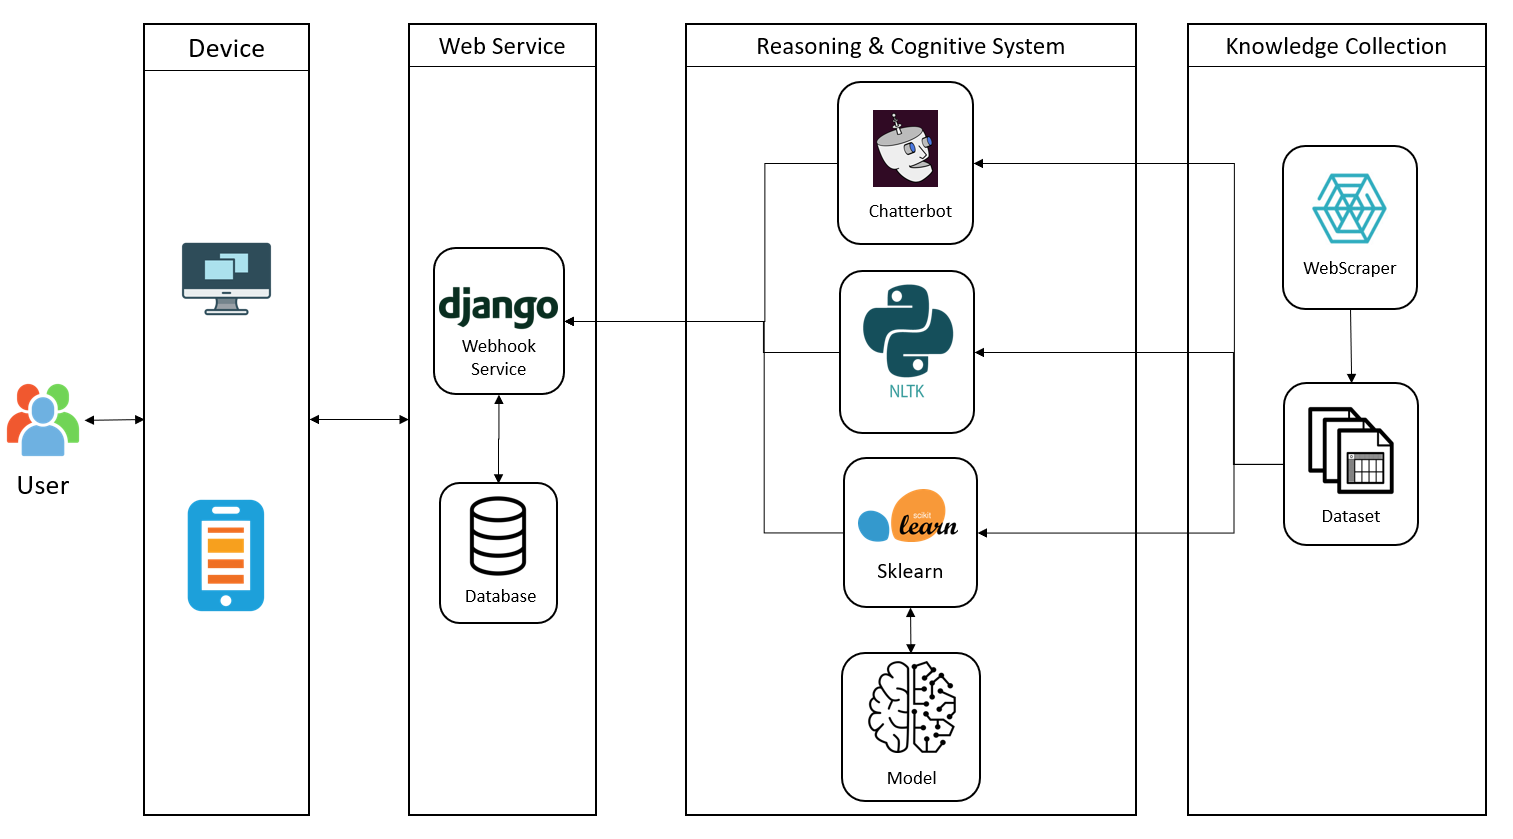 Device
Web Service
Reasoning & Cognitive System
Knowledge Collection
Chatterbot
WebScraper
django
Webhook
Service
NLTK
User
scikit
learn
Sklearn
Dataset
Database
Model